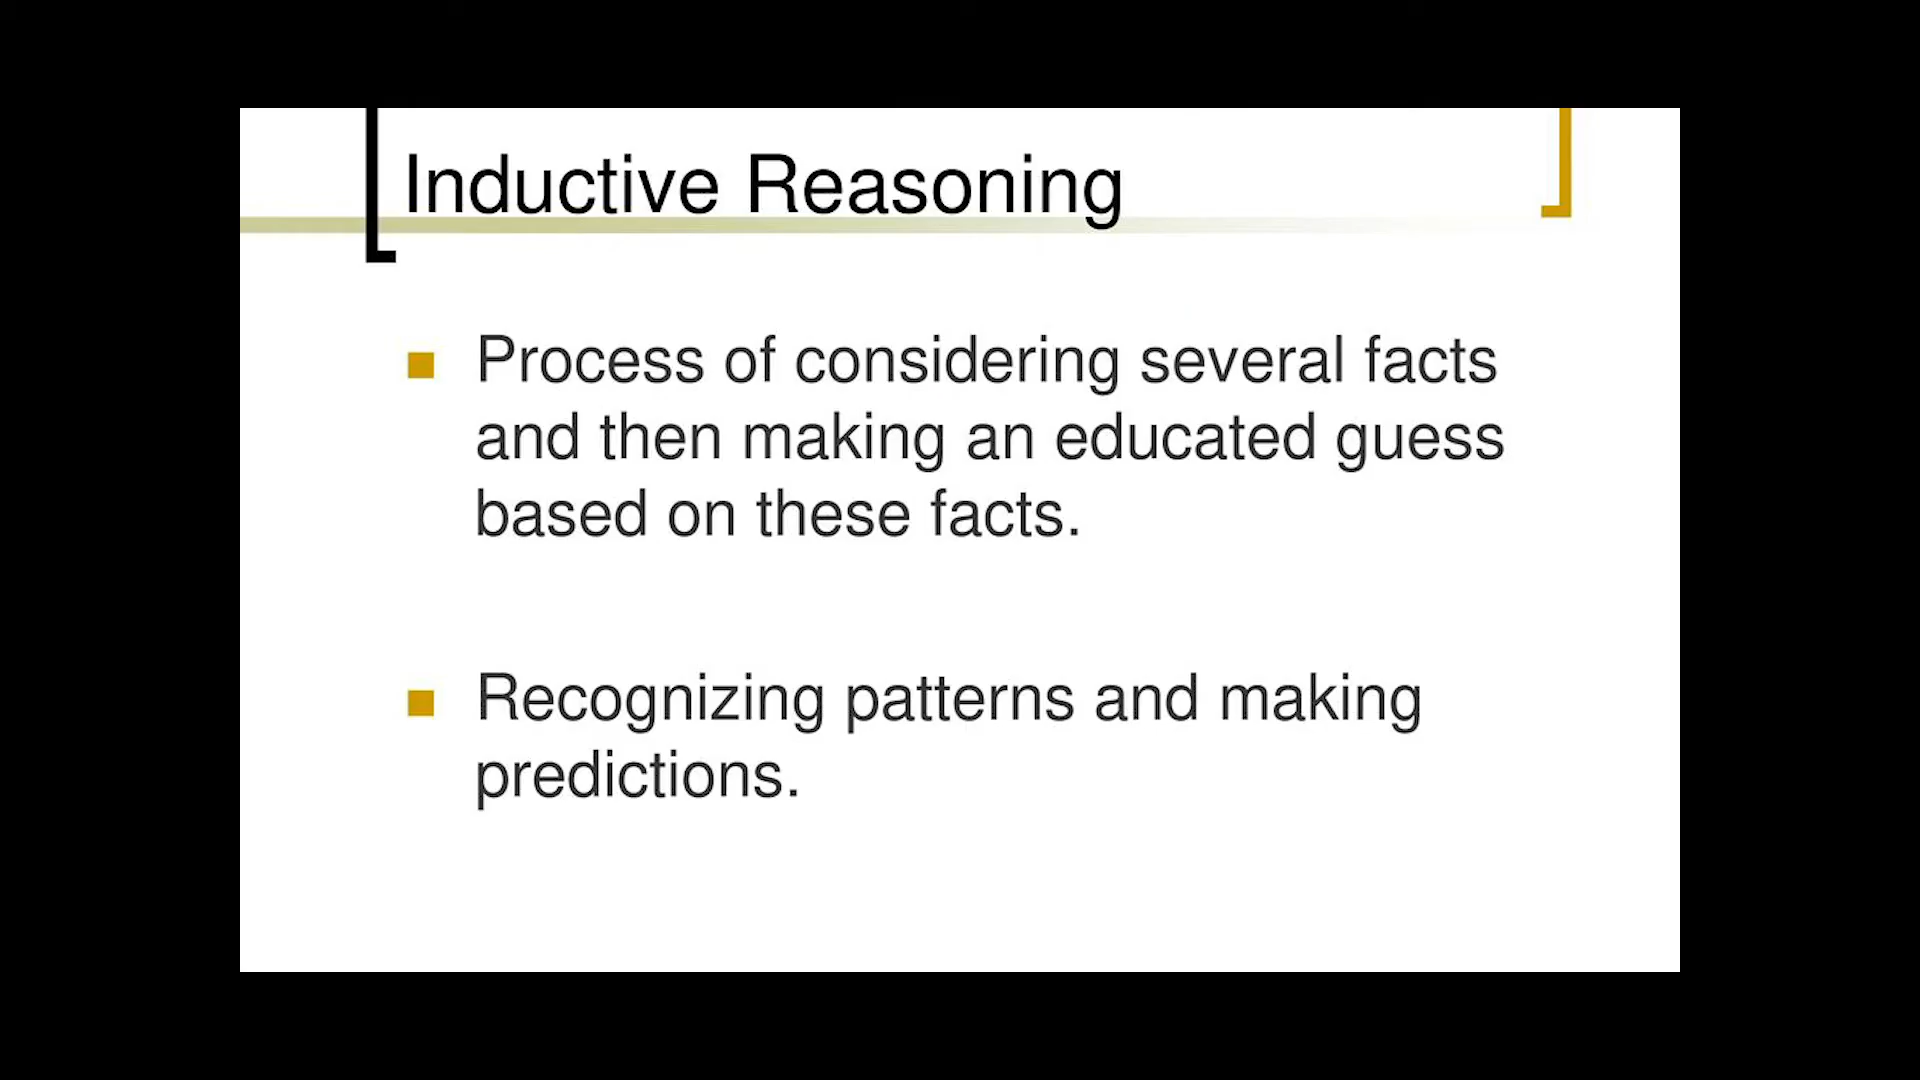 Inductive Reasoning
Process of considering several facts
and then making an educated guess
based on these facts.
Recognizing patterns and making
predictions.